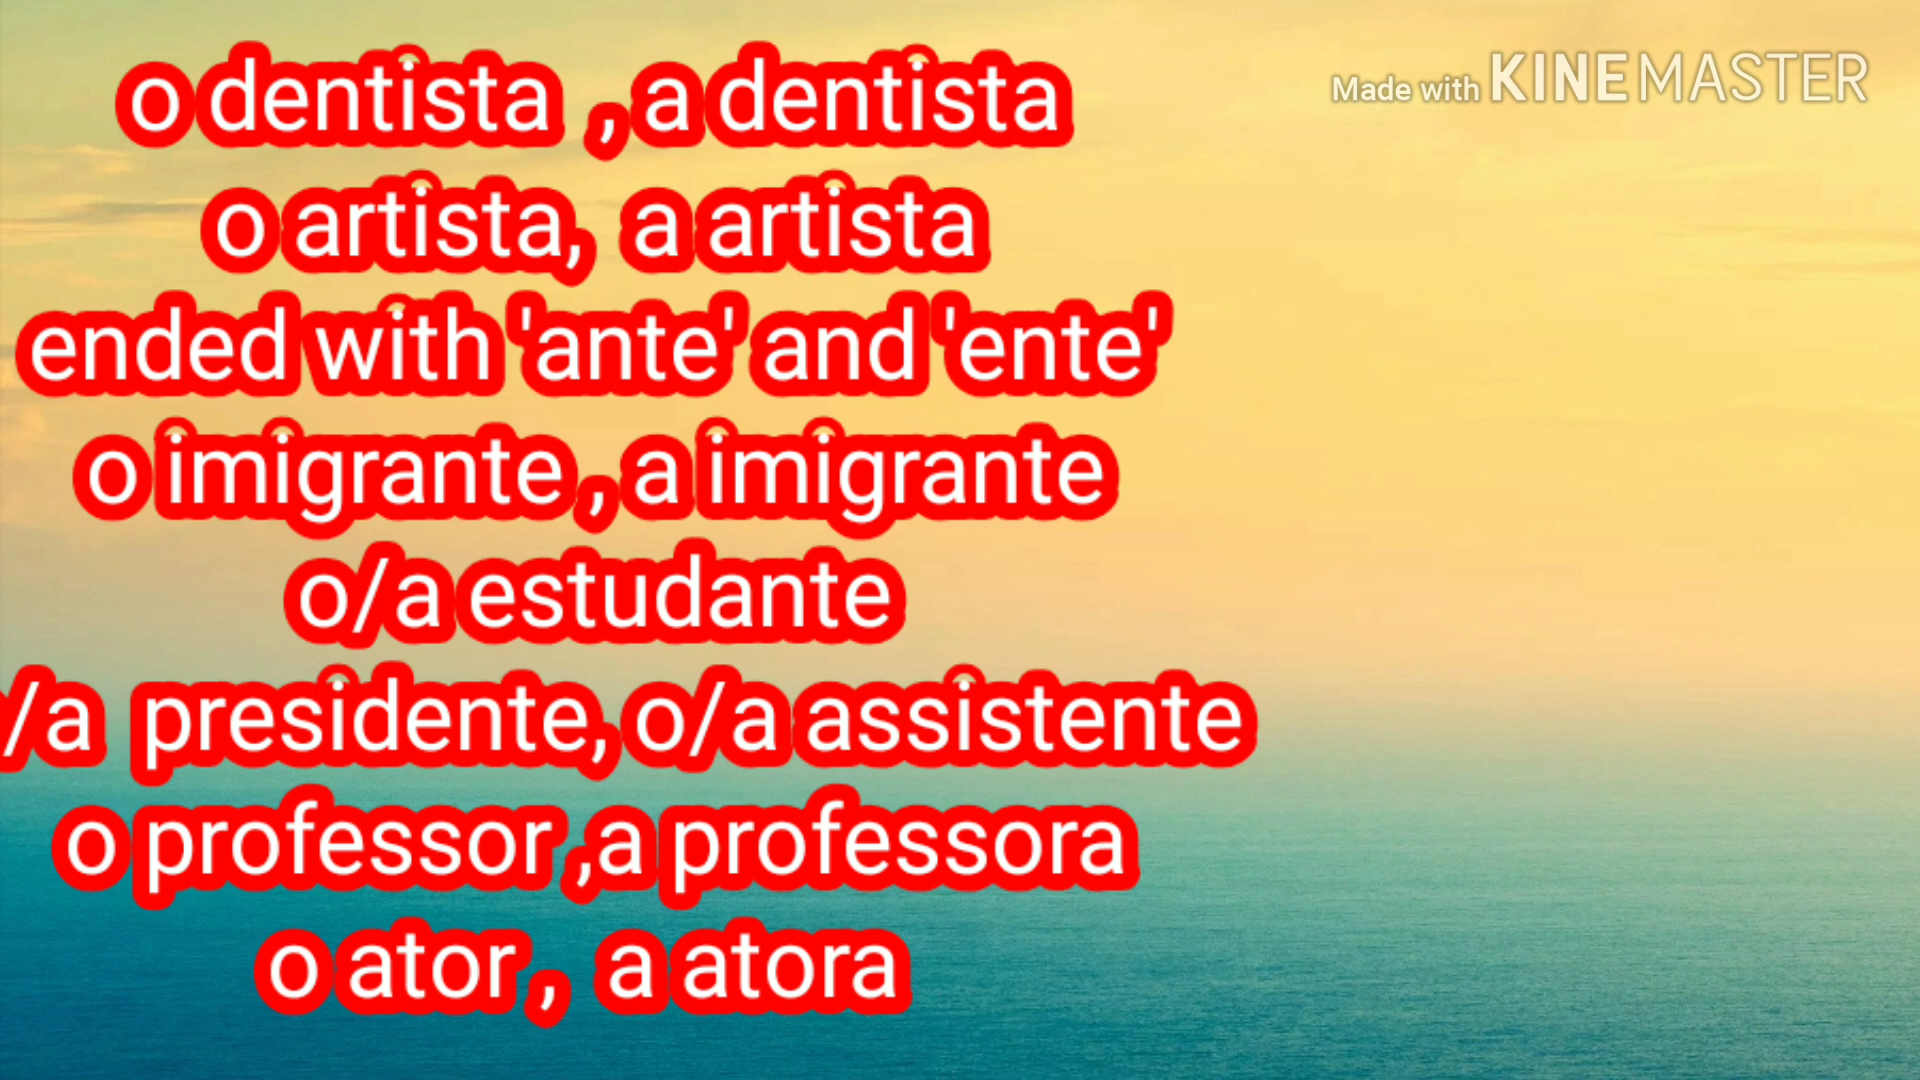 o dentista , a dentista
Made with KINEMASTER
o artista, a artista
ended with 'ante' and 'ente'
o imigrante , a imigrante
o/a estudante
/a presidente, o/a assistente
o professor ,a professora
o ator , a atora